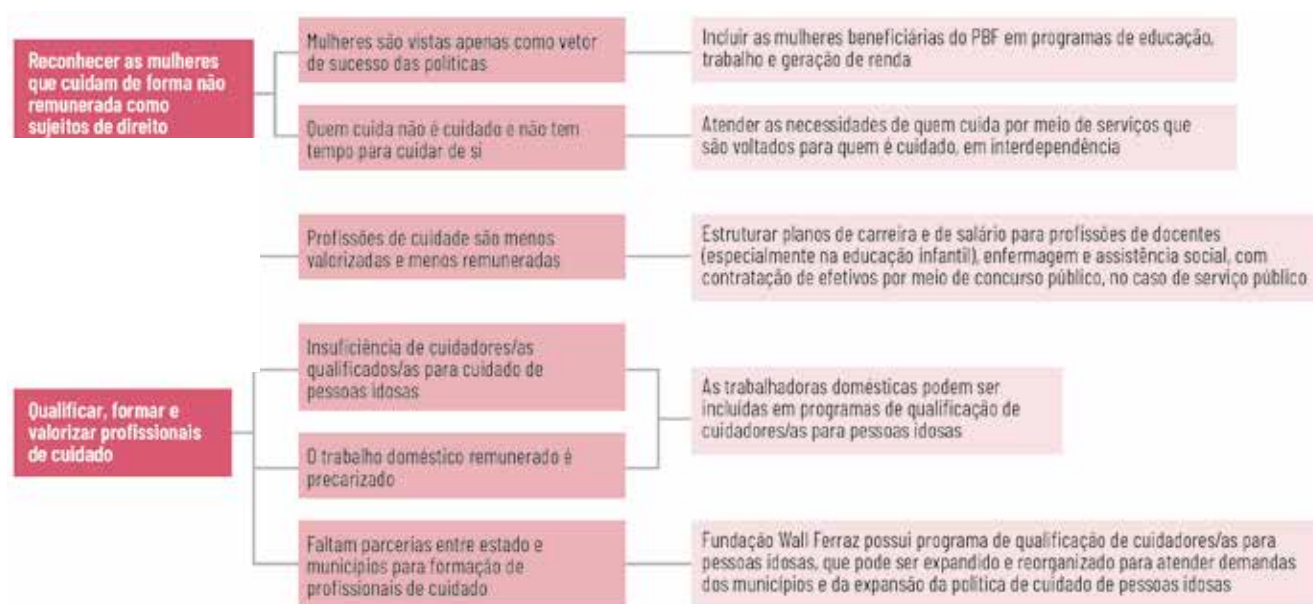 Reconhecer as mulheres
que cuidam de forma não
remunerada como
sujeitos de direito
Mulheres são vistas apenas como vetor
de sucesso das políticas
Incluir as mulheres beneficiárias do PBF em programas de educação,
trabalho e geração de renda
Quem cuida não é cuidado e não tem
tempo para cuidar de si
Atender as necessidades de quem cuida por meio de serviços que
são voltados para quem é cuidado, em interdependência
Profissões de cuidade são menos
valorizadas e menos remuneradas
Estruturar planos de carreira e de salário para profissões de docentes
(especialmente na educação infantil), enfermagem e assistência social, com
contratação de efetivos por meio de concurso público, no caso de serviço público
Qualificar, formar e
valorizar profissionais
de cuidado
Insuficiência de cuidadores/as
qualificados/as para cuidado de
pessoas idosas
O trabalho doméstico remunerado é
precarizado
As trabalhadoras domésticas podem ser
incluídas em programas de qualificação de
cuidadores/as para pessoas idosas
Faltam parcerias entre estado e
municípios para formação de
profissionais de cuidado
Fundação Wall Ferraz possui programa de qualificação de cuidadores/as para
pessoas idosas, que pode ser expandido e reorganizado para atender demandas
dos municípios e da expansão da política de cuidado de pessoas idosas